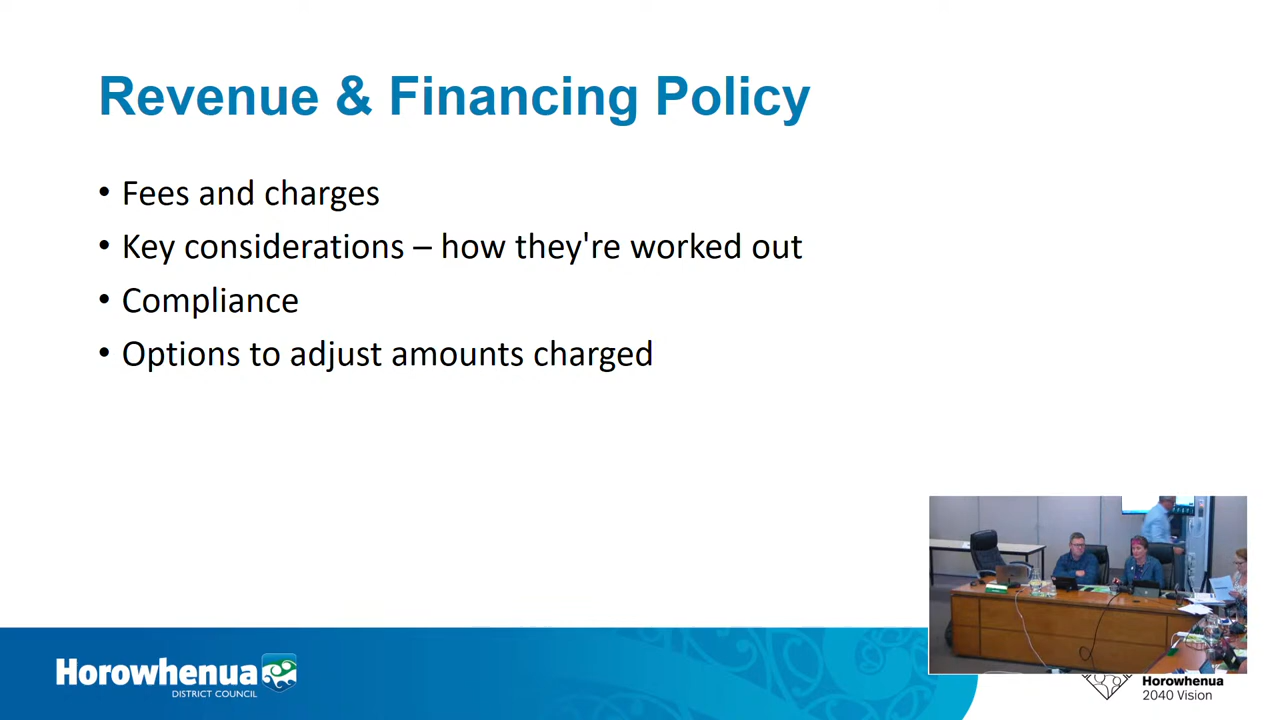 Revenue & Financing Policy
• Fees and charges
• Key considerations – how they're worked out
• Compliance
• Options to adjust amounts charged
Horowhenua
DISTRICT COUNCIL
Horowhenua
2040 Vision